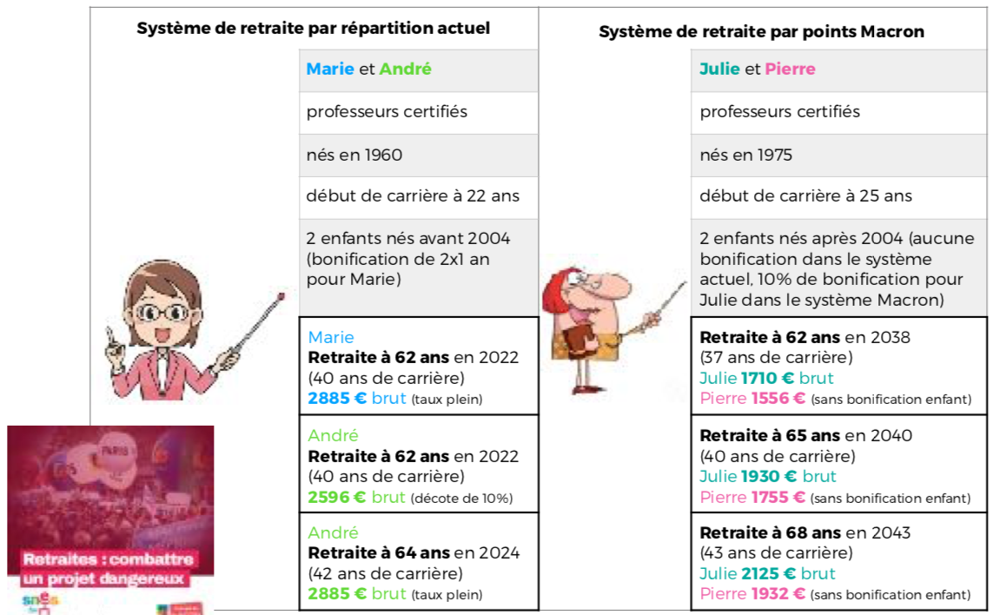 Système de retraite par répartition actuel
Marie et André
professeurs certifiés
nés en 1960
début de carrière à 22 ans
2 enfants nés avant 2004
(bonification de 2x1 an
pour Marie)
Marie
Retraite à 62 ans en 2022
(40 ans de carrière)
2885 € brut (taux plein)
André
Retraite à 62 ans en 2022
(40 ans de carrière)
2596 € brut (décote de 10%)
André
Retraite à 64 ans en 2024
(42 ans de carrière)
2885 € brut (taux plein)
Système de retraite par points Macron
Julie et Pierre
professeurs certifiés
nés en 1975
début de carrière à 25 ans
2 enfants nés après 2004 (aucune
bonification dans le système
actuel, 10% de bonification pour
Julie dans le système Macron)
Retraite à 62 ans en 2038
(37 ans de carrière)
Julie 1710 € brut
Pierre 1556 € (sans bonification enfant)
Retraite à 65 ans en 2040
(40 ans de carrière)
Julie 1930 € brut
Pierre 1755 € (sans bonification enfant)
Retraite à 68 ans en 2043
(43 ans de carrière)
Julie 2125 € brut
Pierre 1932 € (sans bonification enfant)
PARIS
Retraites : combattre
un projet dangereux
snes